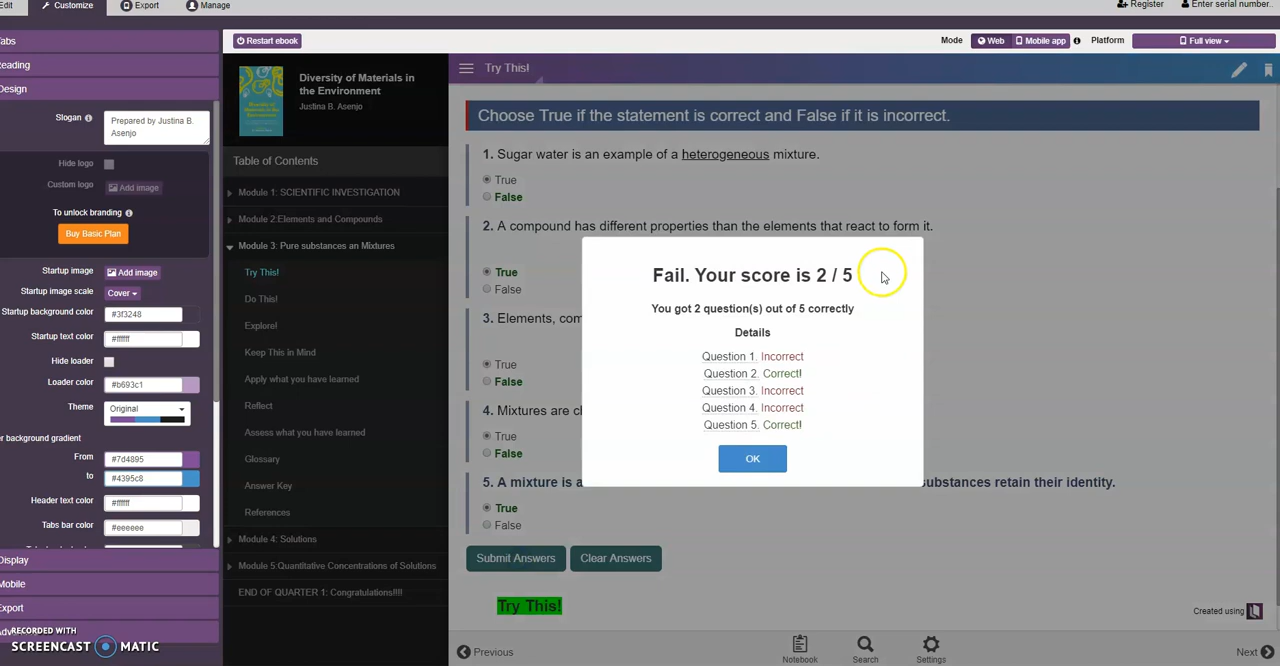 Edit
Customize
Export
Manage
Register
Enter serial number..
Tabs
Reading
Design
Slogan
Prepared by Justina B.
Asenjo
Hide logo
Custom logo
Add image
To unlock branding
Buy Basic Plan
Startup image
Add image
Startup image scale
Cover
Startup background color
#3f3248
Startup text color
#ffffff
Hide loader
Loader color
#b693c1
Theme
Original
er background gradient
From
#7d4895
to
#4395c8
Header text color
#ffffff
Tabs bar color
#eeeeee
Display
Mobile
Export
RECORDED WITH
SCREENCAST MATIC
Restart ebook
Mode
Web
Mobile app
Platform
Full view
Diversity of Materials in
the Environment
Justina B. Asenjo
Table of Contents
Module 1: SCIENTIFIC INVESTIGATION
Module 2:Elements and Compounds
Module 3: Pure substances an Mixtures
Try This!
Do This!
Explore!
Keep This in Mind
Apply what you have learned
Reflect
Assess what you have learned
Glossary
Answer Key
References
Module 4: Solutions
Module 5:Quantitative Concentrations of Solutions
END OF QUARTER 1: Congratulations!!!!
Try This!
Choose True if the statement is correct and False if it is incorrect.
1. Sugar water is an example of a heterogeneous mixture.
True
False
2. A compound has different properties than the elements that react to form it.
True
False
3. Elements, com
True
False
4. Mixtures are cl
True
False
5. A mixture is a substances retain their identity.
True
False
Fail. Your score is 2 / 5
You got 2 question(s) out of 5 correctly
Details
Question 1. Incorrect
Question 2. Correct!
Question 3. Incorrect
Question 4. Incorrect
Question 5. Correct!
OK
Submit Answers
Clear Answers
Try This!
Created using
Previous
Notebook
Search
Settings
Next